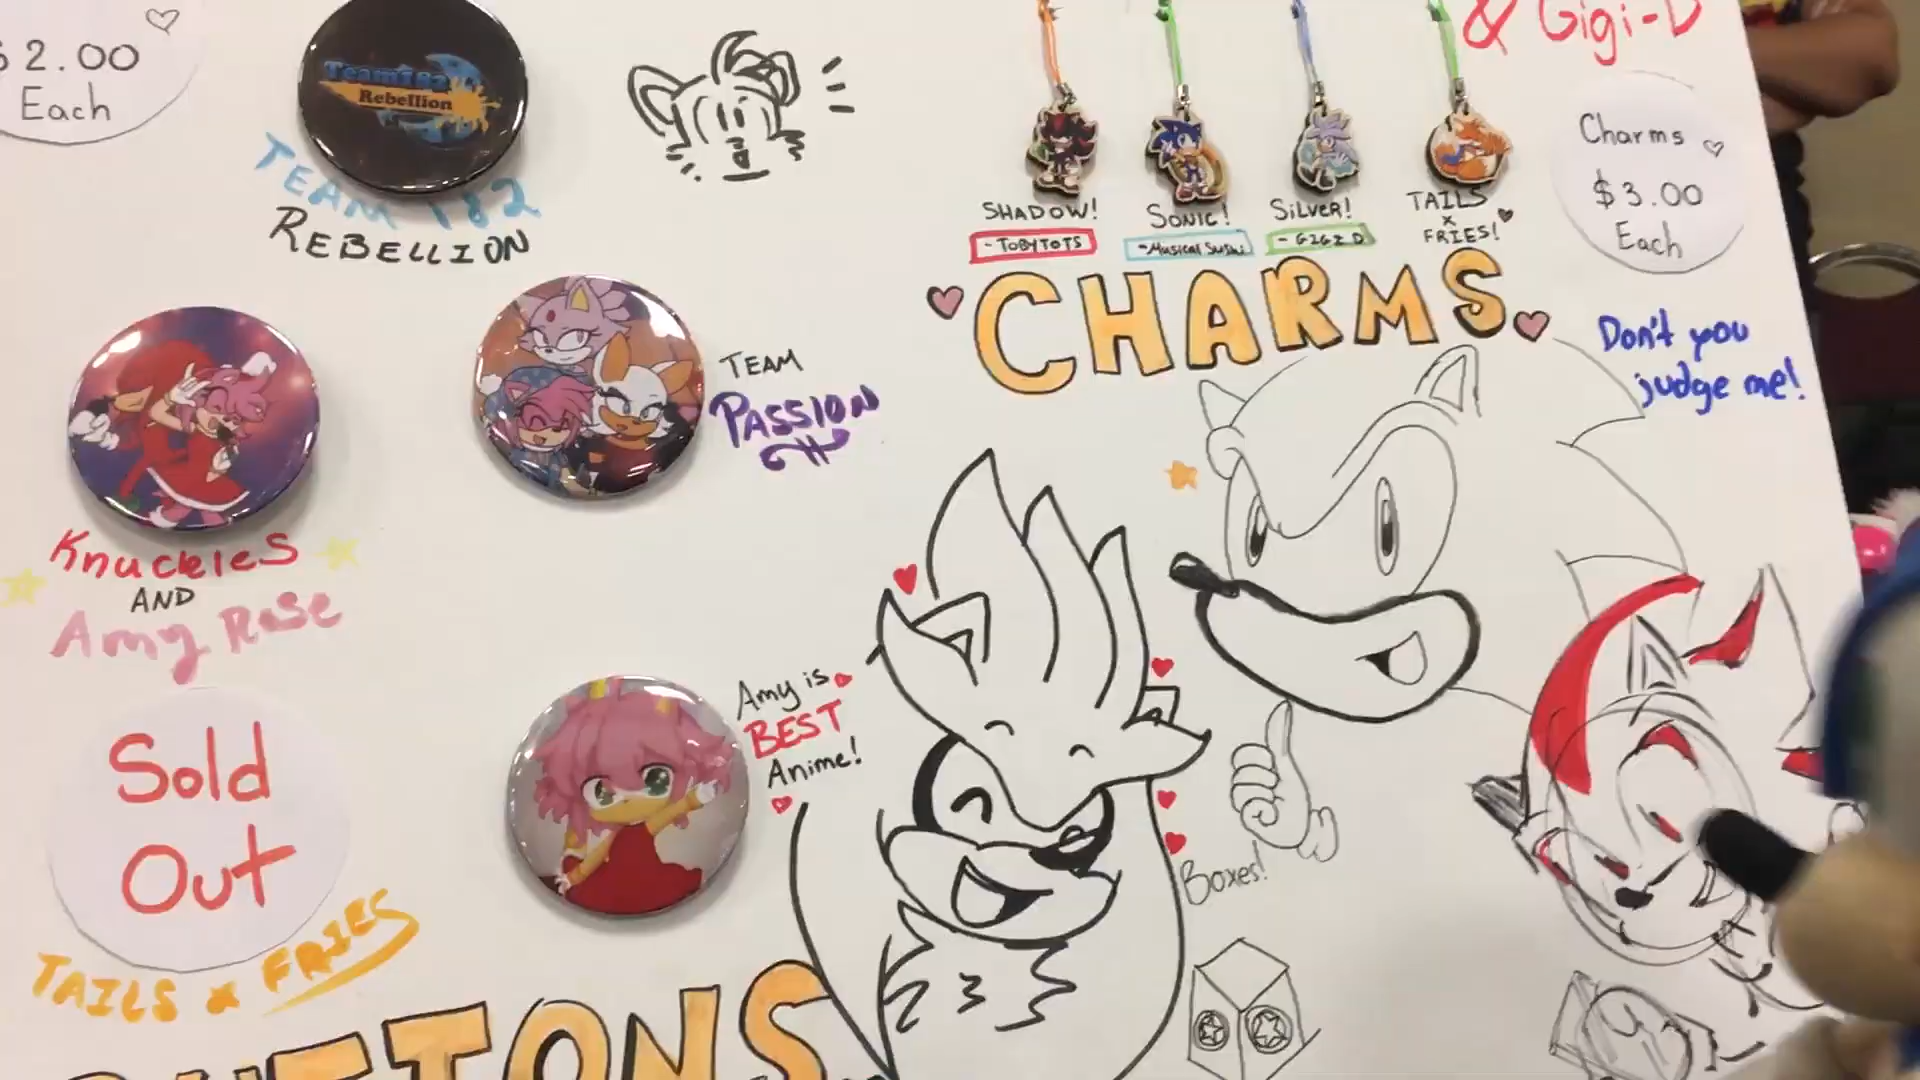 $2.00
Each
Team182
Rebellion
TEAM 182
REBELLION
& Gigi-D
SHADOW!
- TOBYTOTS
SONIC!
- Musical Sushi
SILVER!
- GIGI D
TAILS
x
FRIES!
Charms
$3.00
Each
CHARMS
Don't you
judge me!
TEAM
PASSION
Knuckles
AND
Amy Rose
Amy is
BEST
Anime!
Sold
Out
TAILS x FRIES
Boxes!
BUTTONS